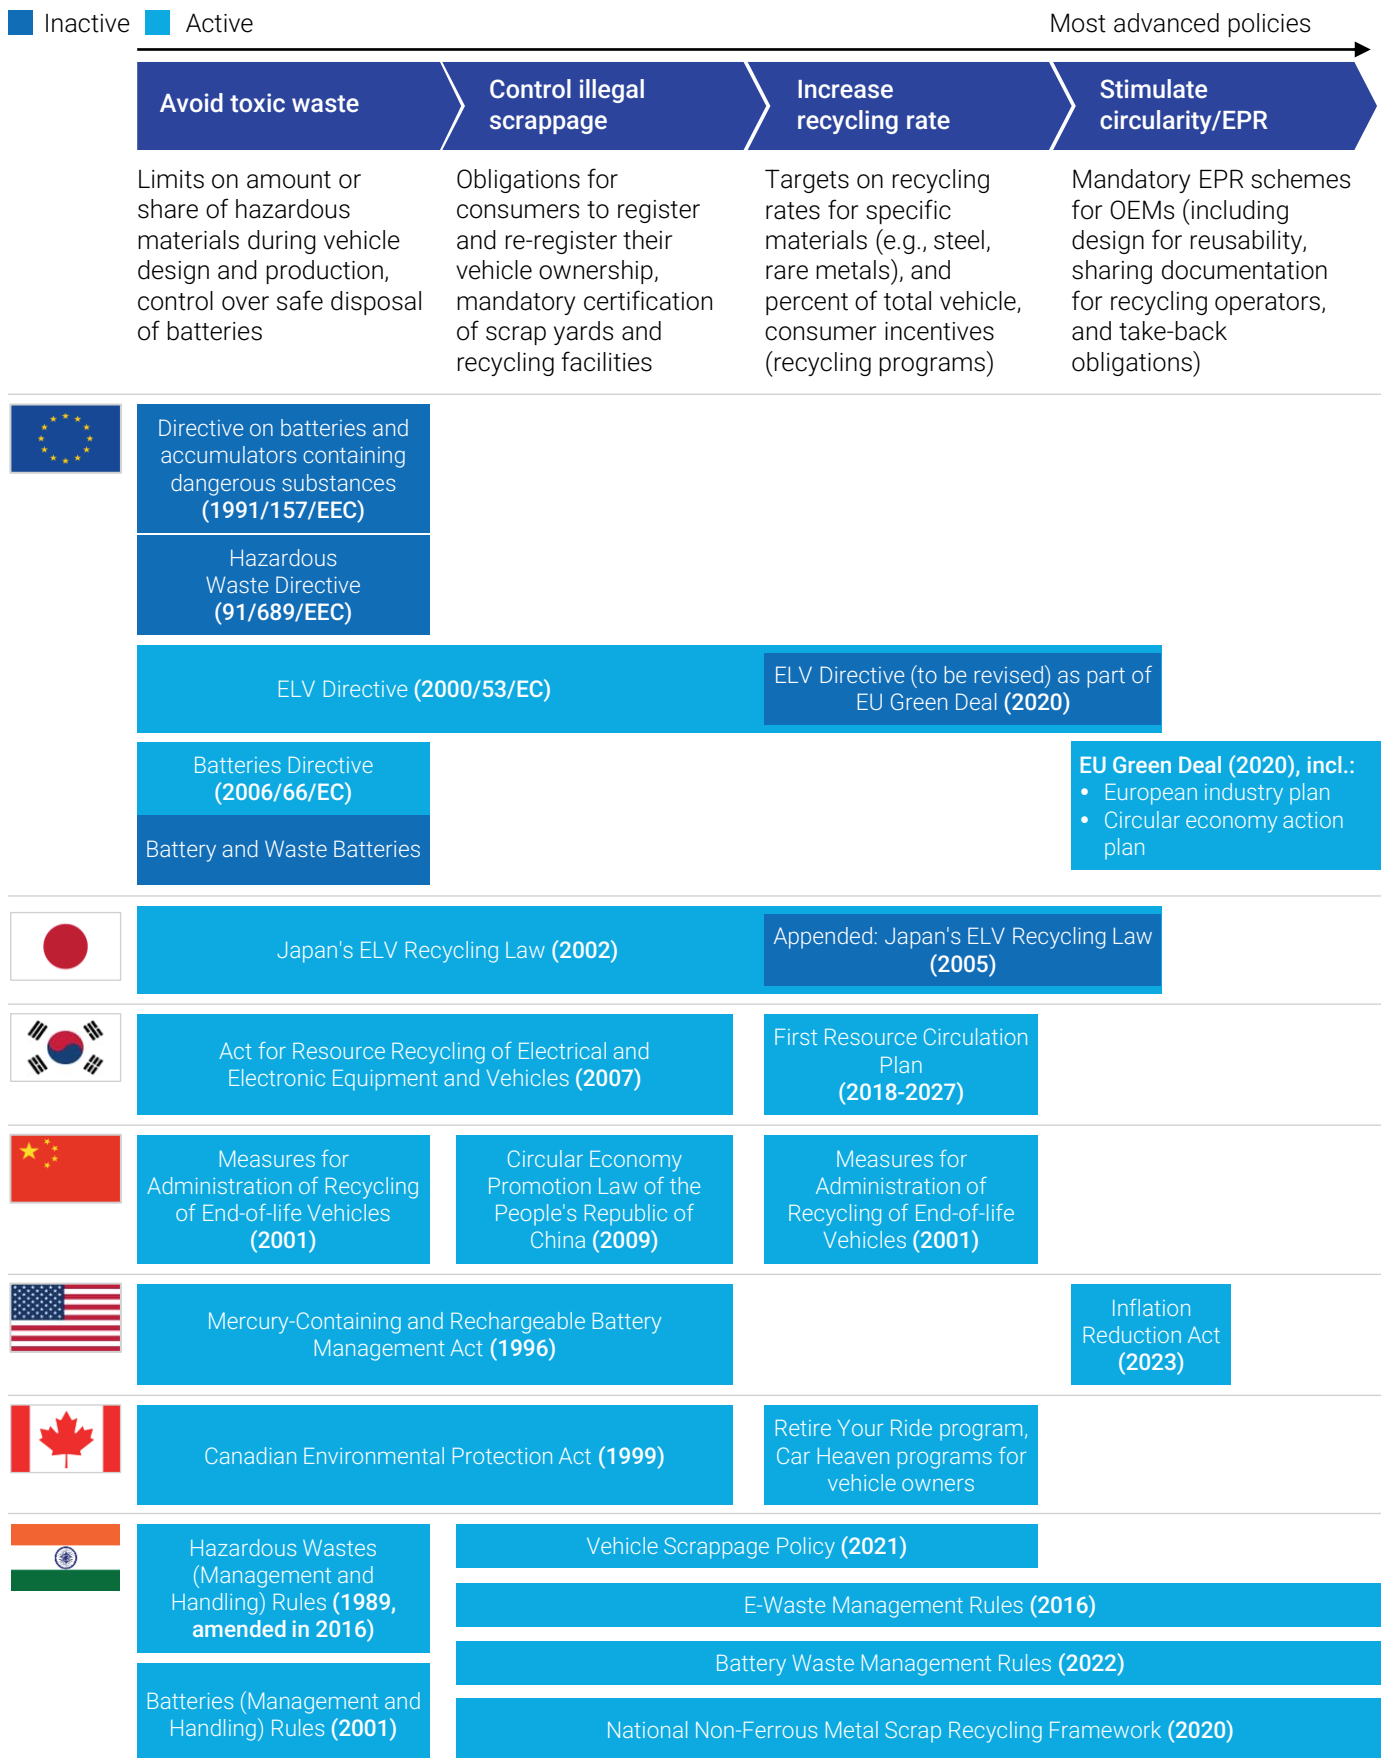 Inactive
Active
Most advanced policies
Avoid toxic waste
Control illegal
scrappage
Increase
recycling rate
Stimulate
circularity/EPR
Limits on amount or
share of hazardous
materials during vehicle
design and production,
control over safe disposal
of batteries
Obligations for
consumers to register
and re-register their
vehicle ownership,
mandatory certification
of scrap yards and
recycling facilities
Targets on recycling
rates for specific
materials (e.g., steel,
rare metals), and
percent of total vehicle,
consumer incentives
(recycling programs)
Mandatory EPR schemes
for OEMs (including
design for reusability,
sharing documentation
for recycling operators,
and take-back
obligations)
Directive on batteries and
accumulators containing
dangerous substances
(1991/157/EEC)
Hazardous
Waste Directive
(91/689/EEC)
ELV Directive (2000/53/EC)
ELV Directive (to be revised) as part of
EU Green Deal (2020)
Batteries Directive
(2006/66/EC)
Battery and Waste Batteries
EU Green Deal (2020), incl.:
• European industry plan
• Circular economy action
plan
Japan's ELV Recycling Law (2002)
Appended: Japan's ELV Recycling Law
(2005)
Act for Resource Recycling of Electrical and
Electronic Equipment and Vehicles (2007)
First Resource Circulation
Plan
(2018-2027)
Measures for
Administration of Recycling
of End-of-life Vehicles
(2001)
Circular Economy
Promotion Law of the
People's Republic of
China (2009)
Measures for
Administration of
Recycling of End-of-life
Vehicles (2001)
Mercury-Containing and Rechargeable Battery
Management Act (1996)
Inflation
Reduction Act
(2023)
Canadian Environmental Protection Act (1999)
Retire Your Ride program,
Car Heaven programs for
vehicle owners
Hazardous Wastes
(Management and
Handling) Rules (1989,
amended in 2016)
Batteries (Management and
Handling) Rules (2001)
Vehicle Scrappage Policy (2021)
E-Waste Management Rules (2016)
Battery Waste Management Rules (2022)
National Non-Ferrous Metal Scrap Recycling Framework (2020)